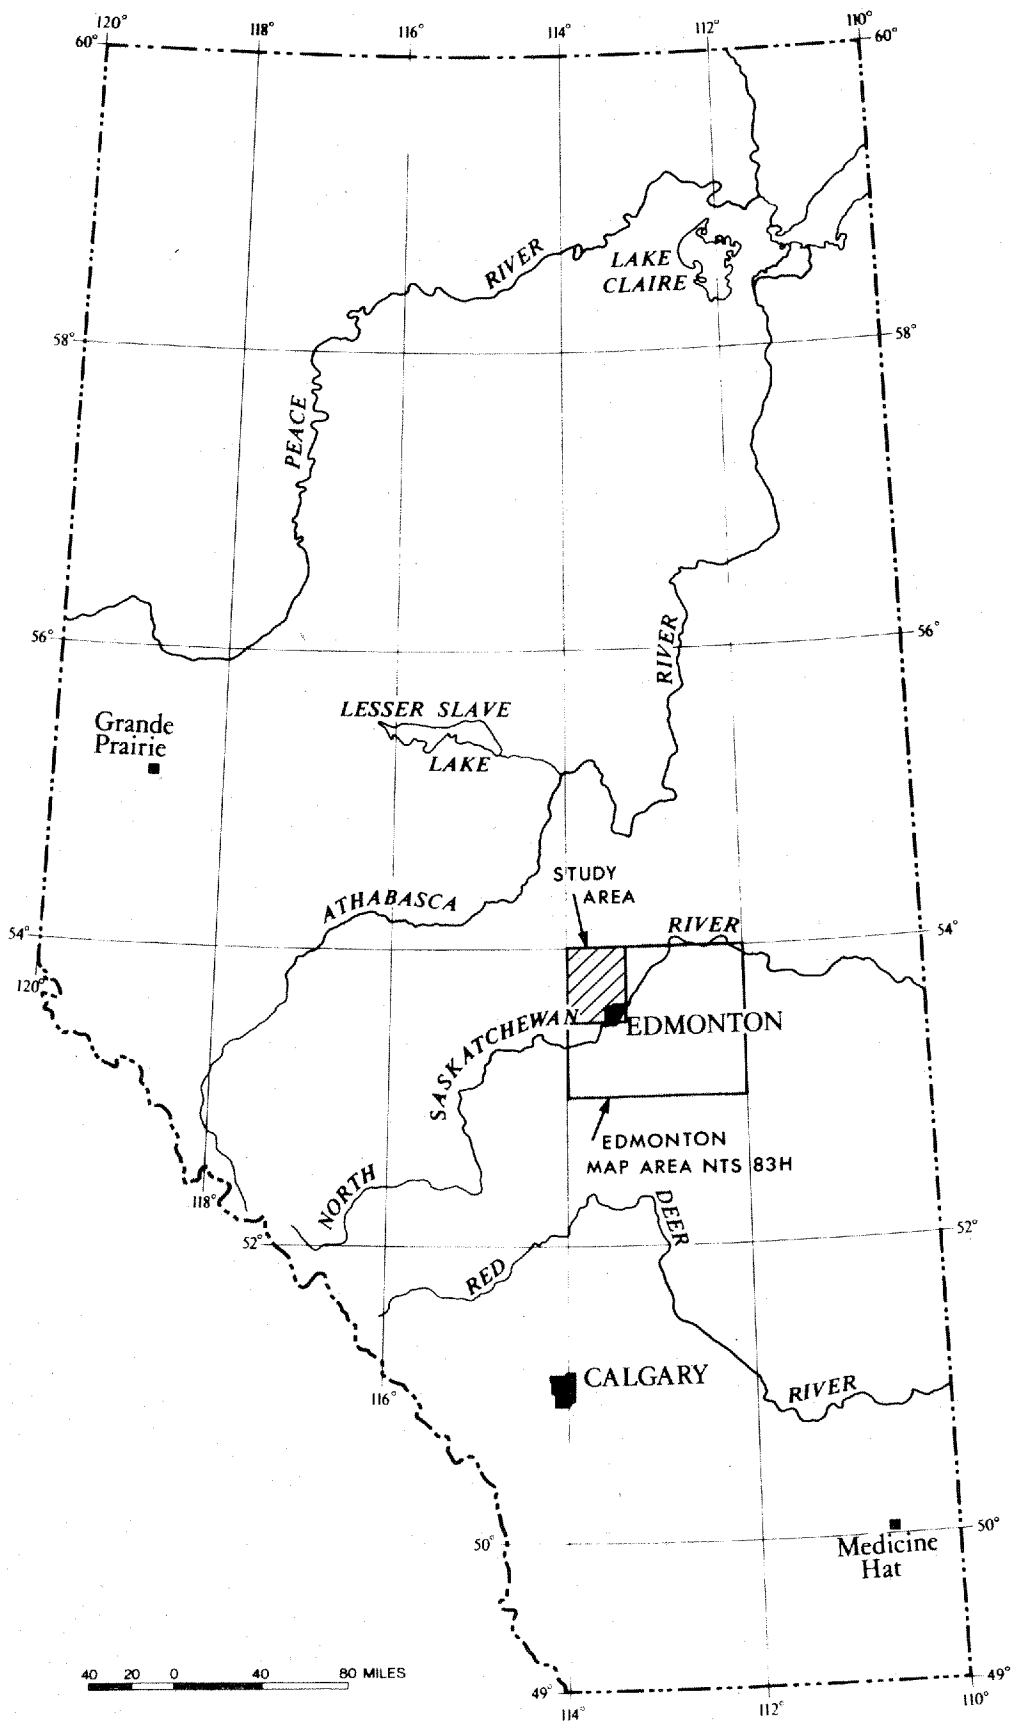 120°
118°
116°
114°
112°
110°
60°
60°
RIVER
LAKE
CLAIRE
58°
58°
PEACE
RIVER
56°
56°
LESSER SLAVE
LAKE
Grande
Prairie
STUDY
AREA
ATHABASCA
RIVER
54°
54°
120°
SASKATCHEWAN
EDMONTON
EDMONTON
MAP AREA NTS 83H
NORTH
118°
DEER
52°
52°
RED
CALGARY
RIVER
116°
50°
50°
Medicine
Hat
40 20 0 40 80 MILES
49°
49°
114°
112°
110°